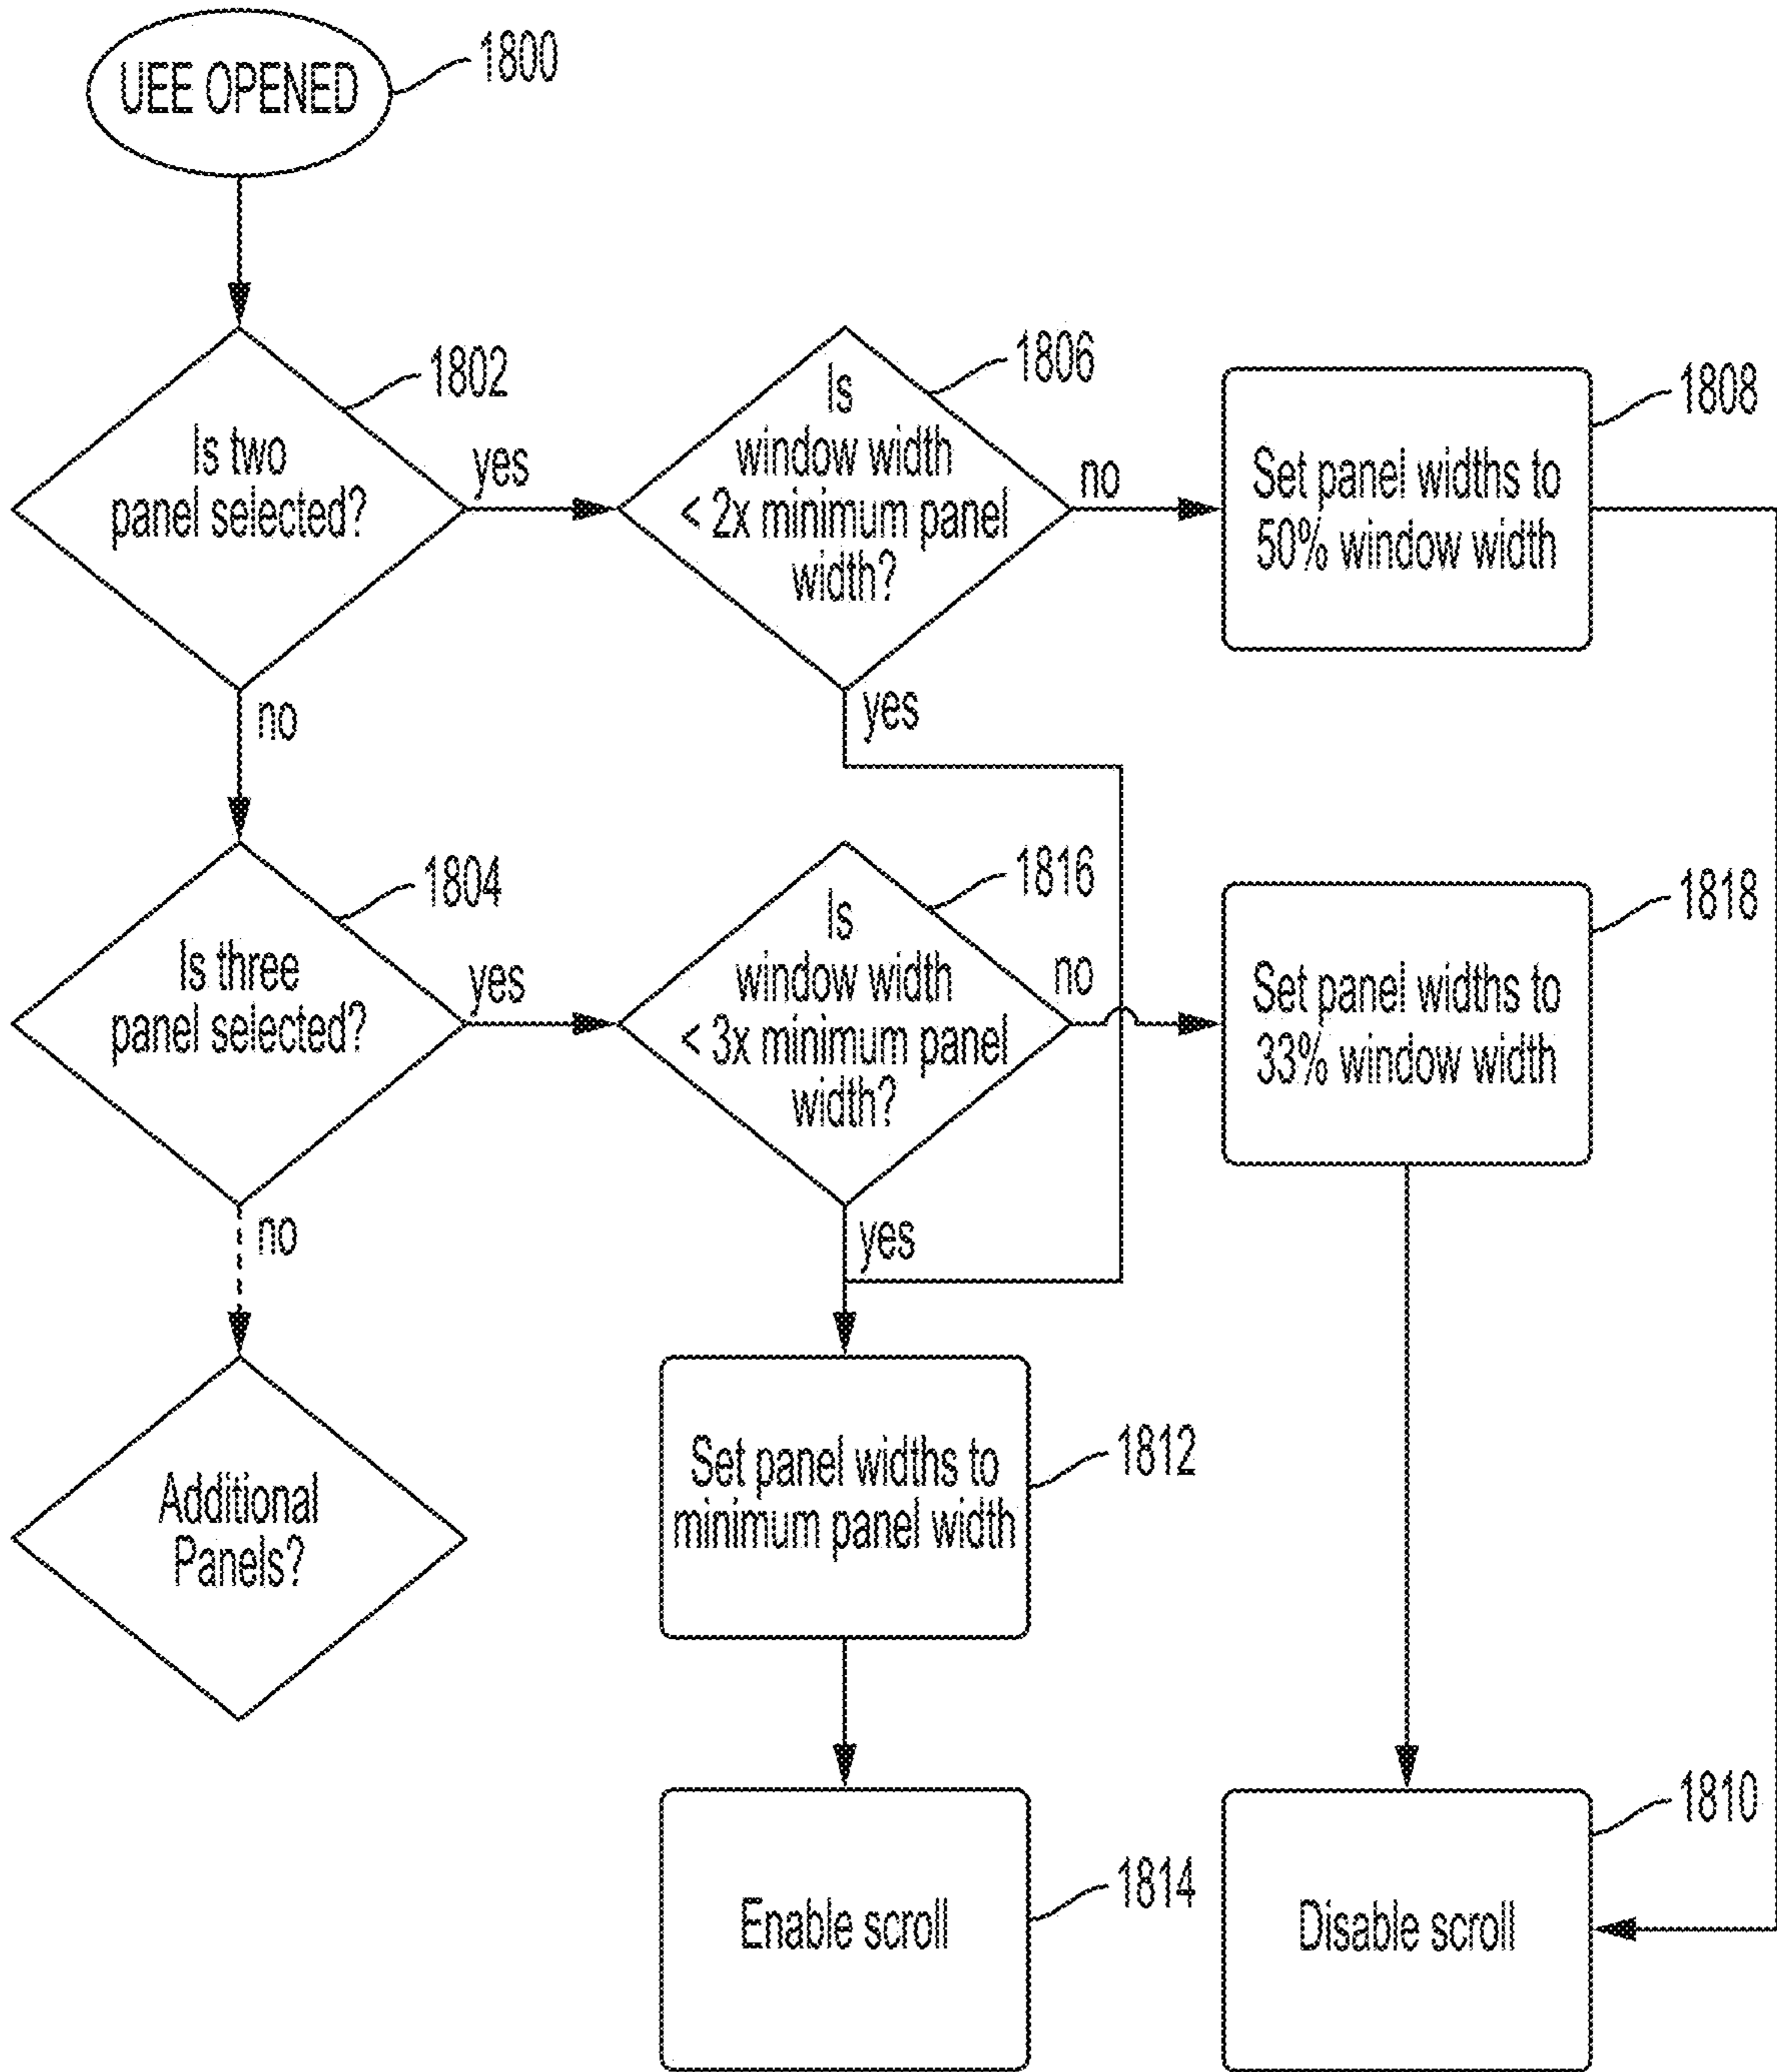 UEE OPENED
1800
1802
Is two
panel selected?
yes
no
1806
Is
window width
< 2x minimum panel
width?
no
yes
1808
Set panel widths to
50% window width
1804
Is three
panel selected?
yes
no
1816
Is
window width
< 3x minimum panel
width?
no
yes
1818
Set panel widths to
33% window width
Additional
Panels?
1812
Set panel widths to
minimum panel width
1814
Enable scroll
1810
Disable scroll